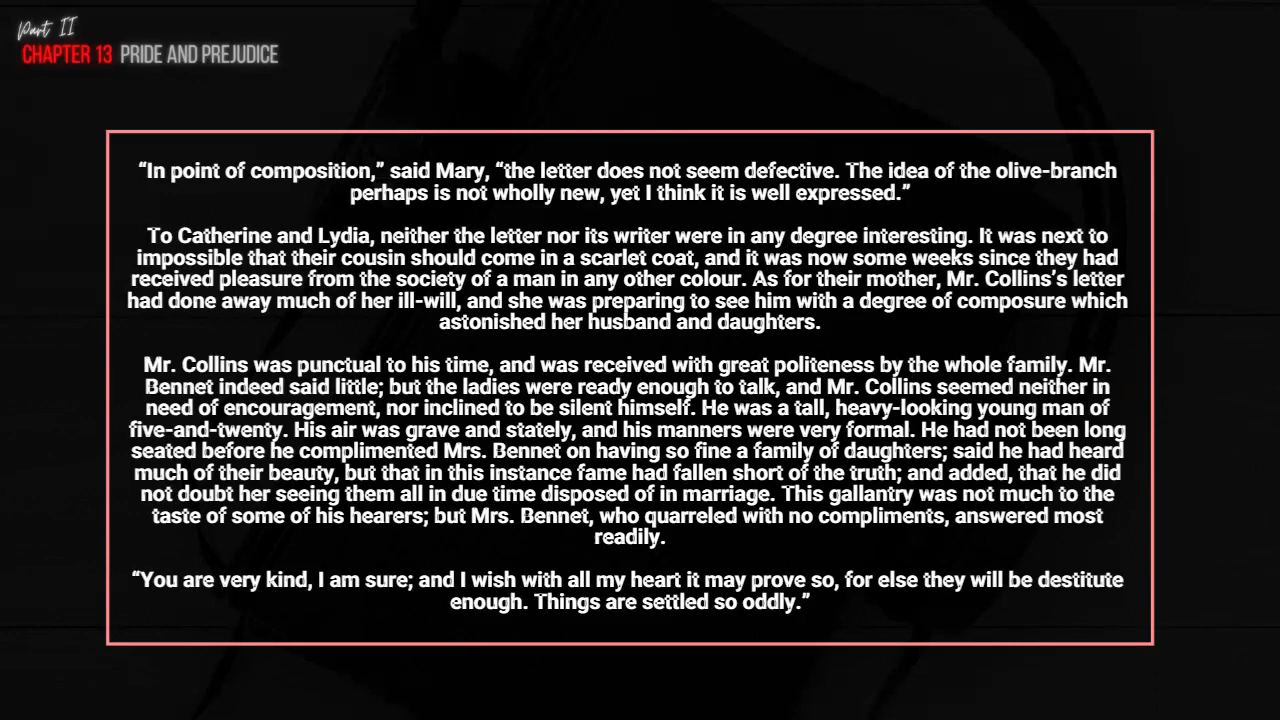 Part II
CHAPTER 13 PRIDE AND PREJUDICE
“In point of composition,” said Mary, “the letter does not seem defective. The idea of the olive-branch
perhaps is not wholly new, yet I think it is well expressed.”
To Catherine and Lydia, neither the letter nor its writer were in any degree interesting. It was next to
impossible that their cousin should come in a scarlet coat, and it was now some weeks since they had
received pleasure from the society of a man in any other colour. As for their mother, Mr. Collins’s letter
had done away much of her ill-will, and she was preparing to see him with a degree of composure which
astonished her husband and daughters.
Mr. Collins was punctual to his time, and was received with great politeness by the whole family. Mr.
Bennet indeed said little; but the ladies were ready enough to talk, and Mr. Collins seemed neither in
need of encouragement, nor inclined to be silent himself. He was a tall, heavy-looking young man of
five-and-twenty. His air was grave and stately, and his manners were very formal. He had not been long
seated before he complimented Mrs. Bennet on having so fine a family of daughters; said he had heard
much of their beauty, but that in this instance fame had fallen short of the truth; and added, that he did
not doubt her seeing them all in due time disposed of in marriage. This gallantry was not much to the
taste of some of his hearers; but Mrs. Bennet, who quarreled with no compliments, answered most
readily.
“You are very kind, I am sure; and I wish with all my heart it may prove so, for else they will be destitute
enough. Things are settled so oddly.”